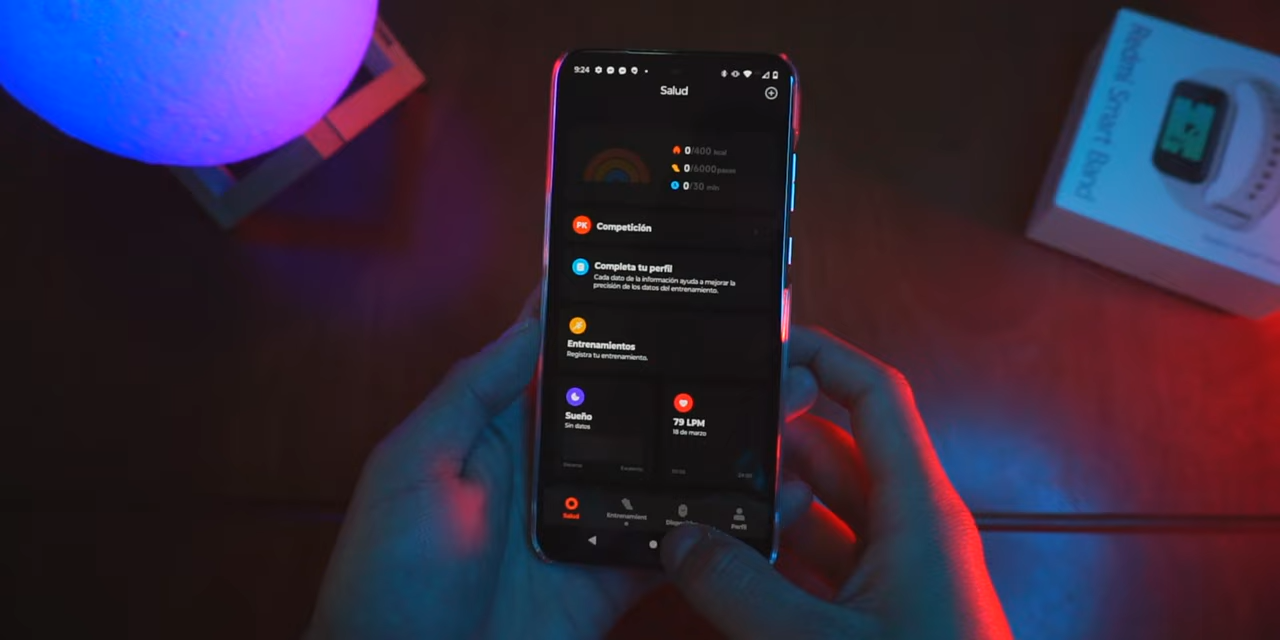 9:24
Salud
0/400 kcal
0/6000 pasos
0/30 min
PK Competición
Completa tu perfil
Cada dato de la información ayuda a mejorar la
precisión de los datos del entrenamiento.
Entrenamientos
Registra tu entrenamiento.
Sueño
Sin datos
79 LPM
18 de marzo
Salud
Entrenamient
Perfil
Redmi Smart Band